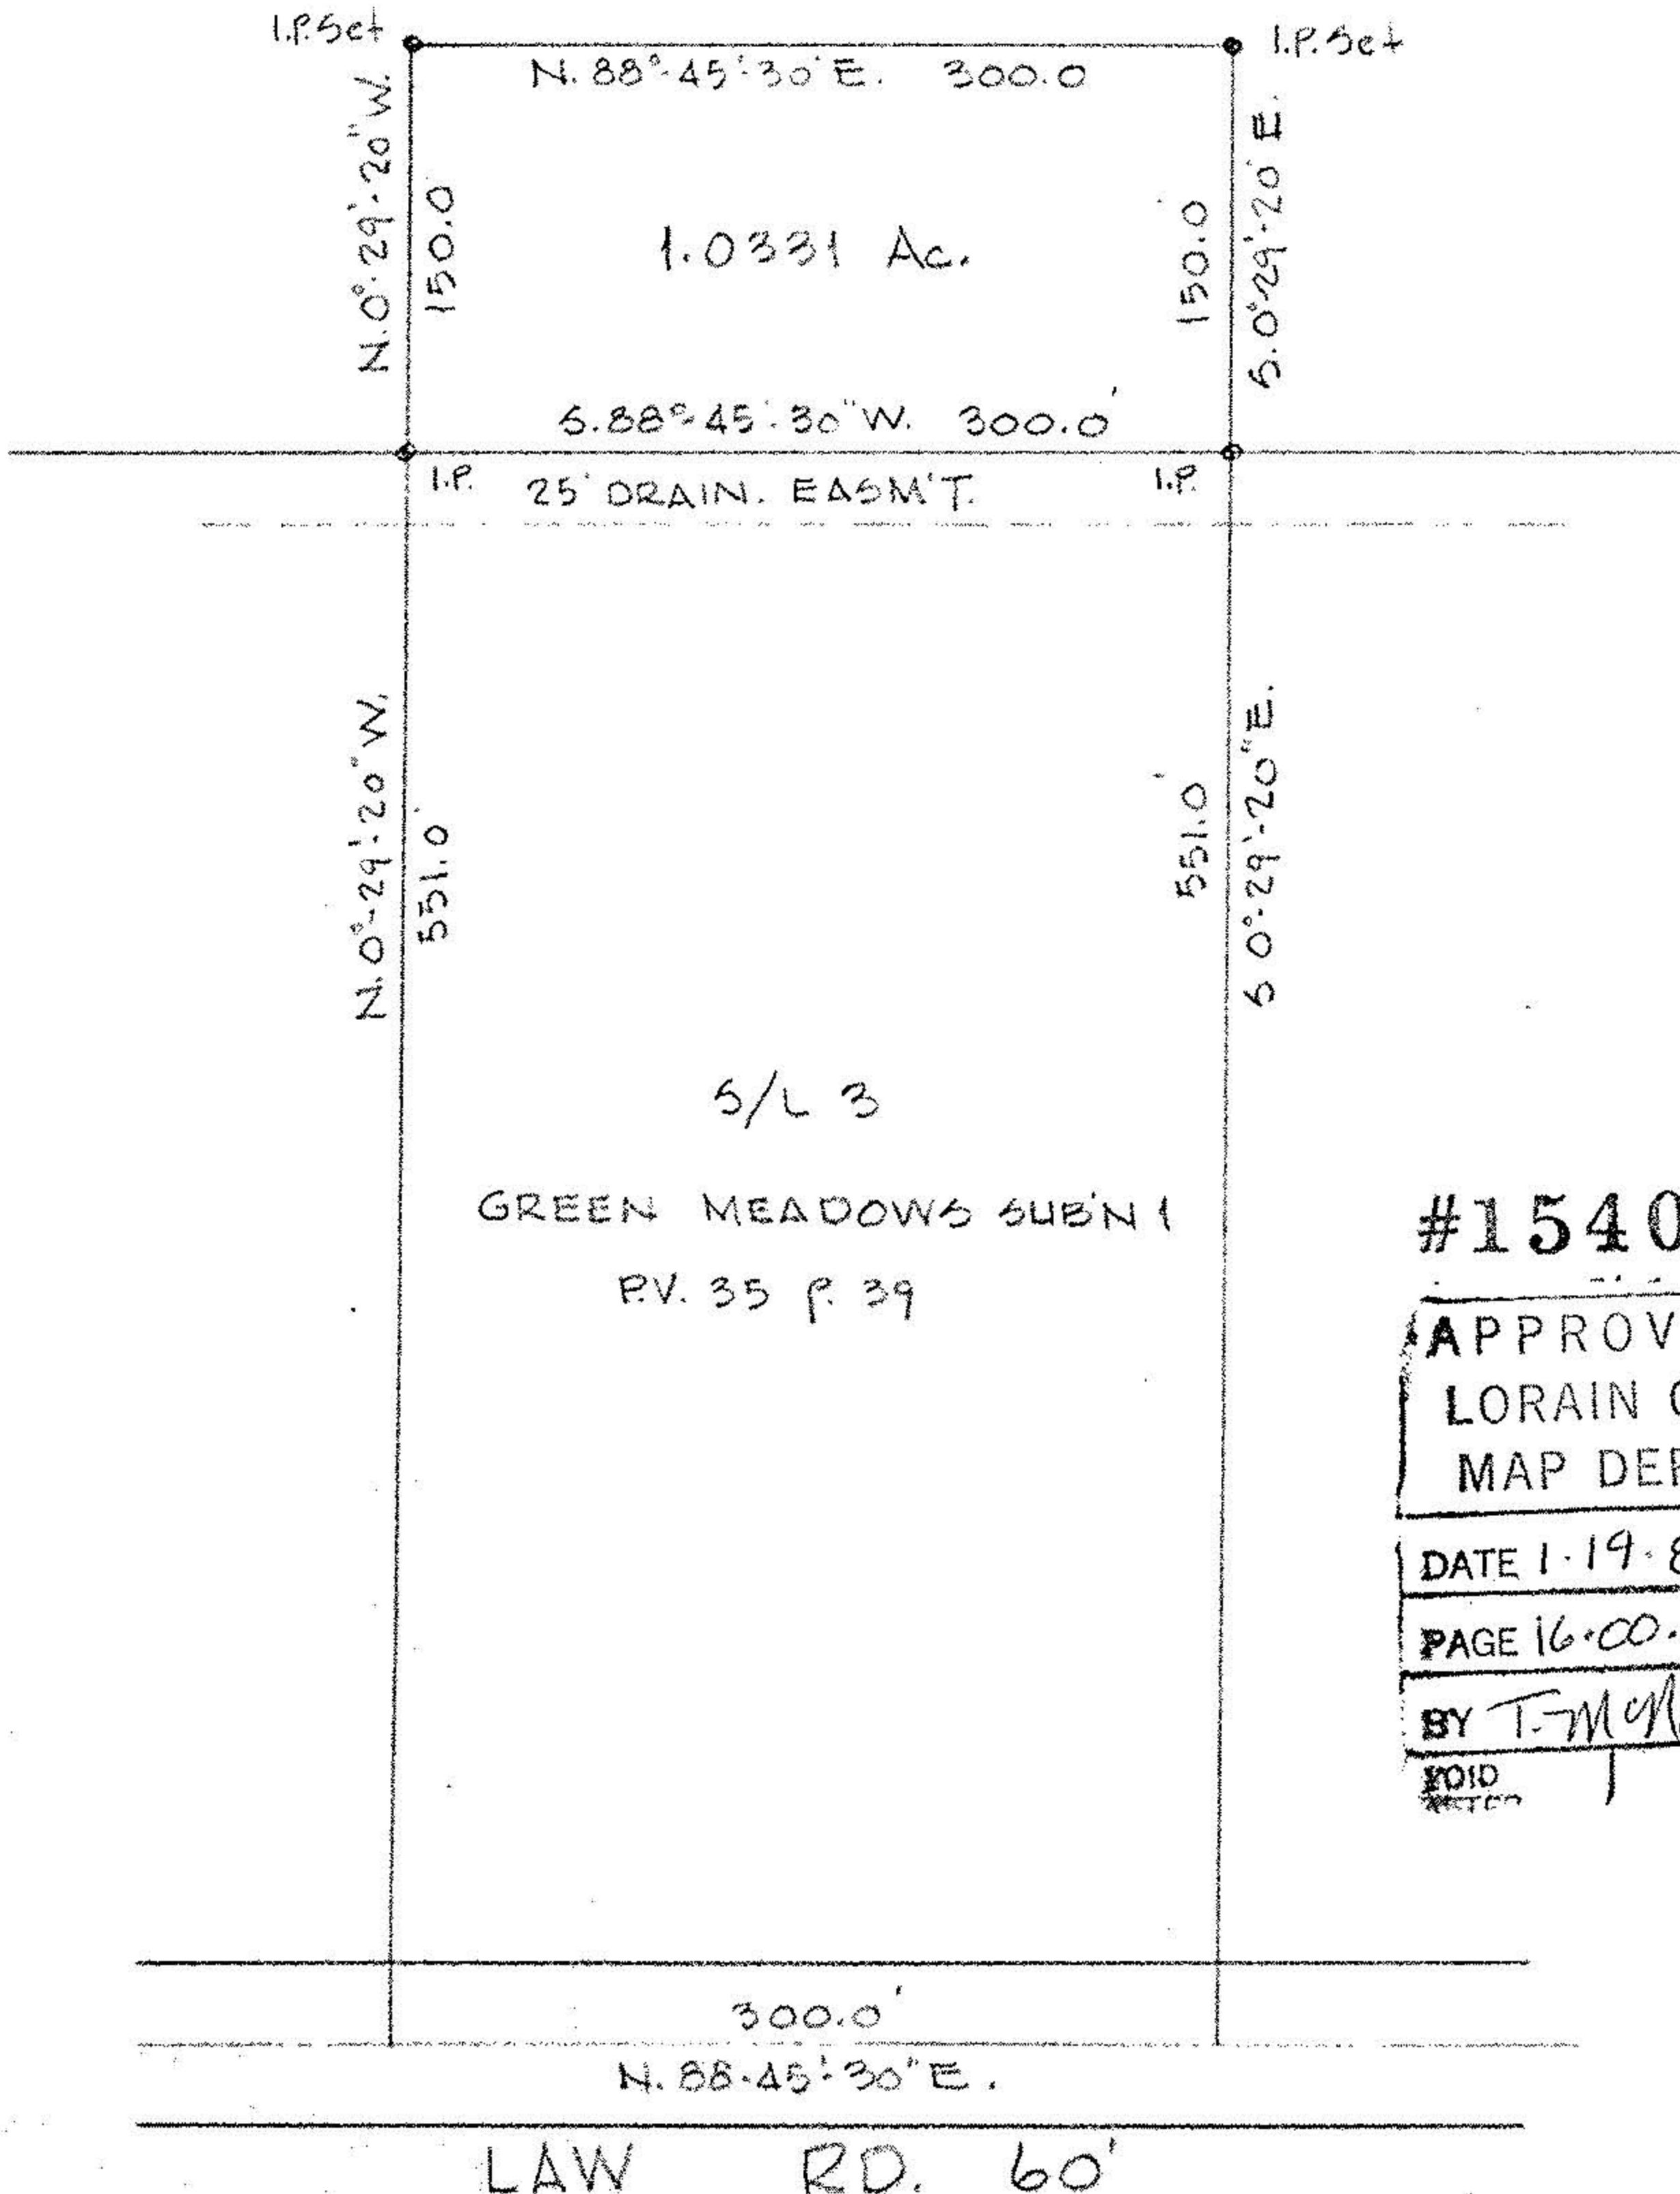 I.P. Set
I.P. Set
N. 88°-45'-30" E. 300.0
N. 0°-29'-20" W.
150.0
1.0331 Ac.
150.0'
S. 0°-29'-20" E.
S. 88°-45'-30" W. 300.0'
I.P.
25' DRAIN. EASM'T.
I.P.
N. 0°-29'-20" W.
551.0'
551.0'
S 0°-29'-20" E.
S/L 3
GREEN MEADOWS SUB'N 1
P.V. 35 P. 39
#1540
APPROV
LORAIN C
MAP DEP
DATE 1.19.8
PAGE 16.00.
BY
VOID
300.0'
N. 88.45'-30" E.
LAW RD. 60'